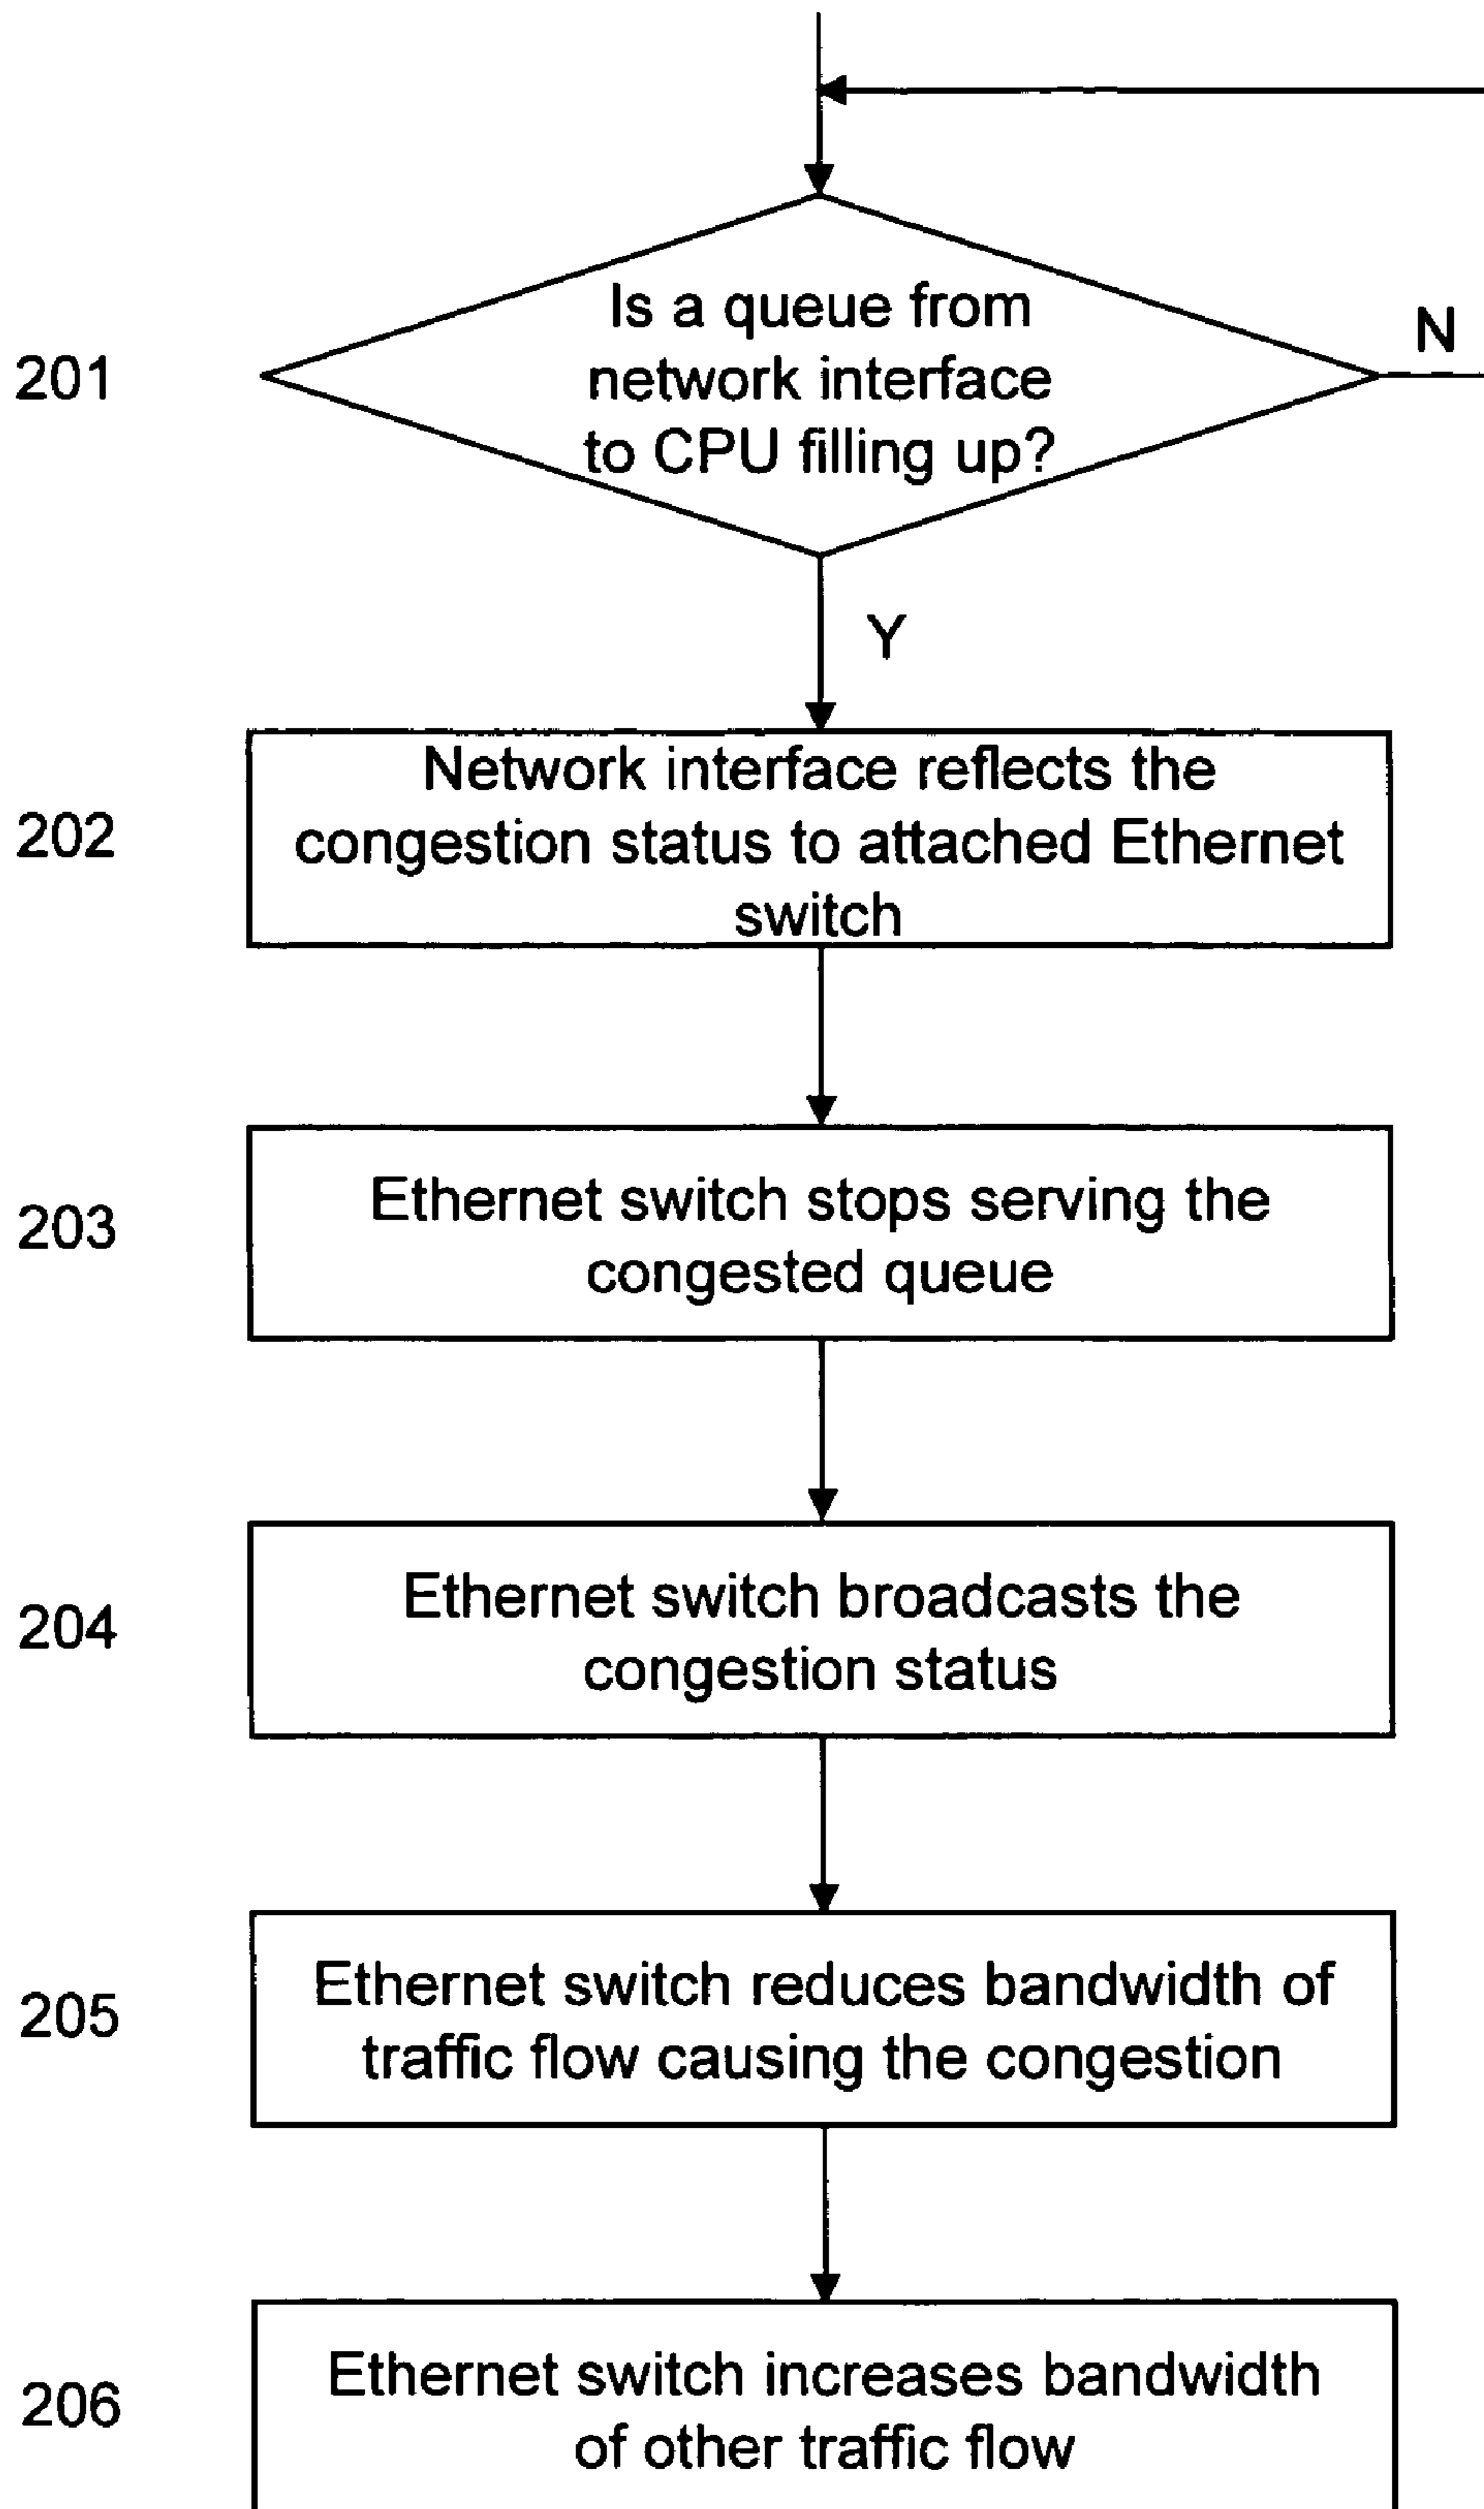 201
Is a queue from
network interface
to CPU filling up?
N
Y
202
Network interface reflects the
congestion status to attached Ethernet
switch
203
Ethernet switch stops serving the
congested queue
204
Ethernet switch broadcasts the
congestion status
205
Ethernet switch reduces bandwidth of
traffic flow causing the congestion
206
Ethernet switch increases bandwidth
of other traffic flow